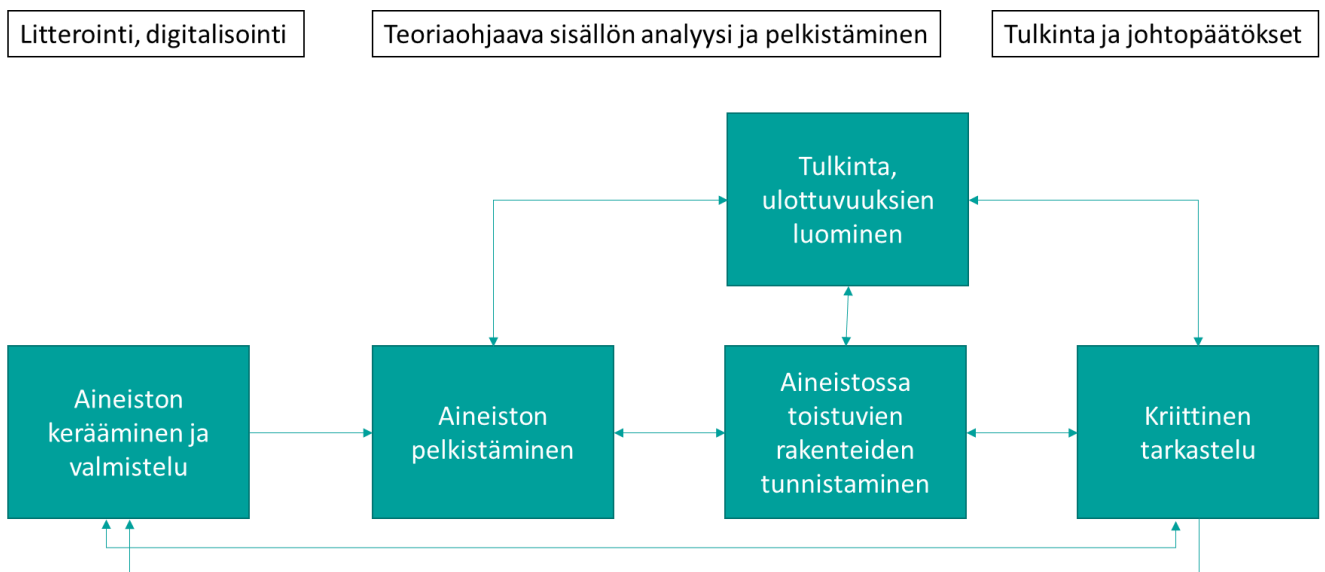 Litterointi, digitalisointi
Teoriaohjaava sisällön analyysi ja pelkistäminen
Tulkinta ja johtopäätökset
Tulkinta,
ulottuvuuksien
luominen
Aineiston
kerääminen ja
valmistelu
Aineiston
pelkistäminen
Aineistossa
toistuvien
rakenteiden
tunnistaminen
Kriittinen
tarkastelu